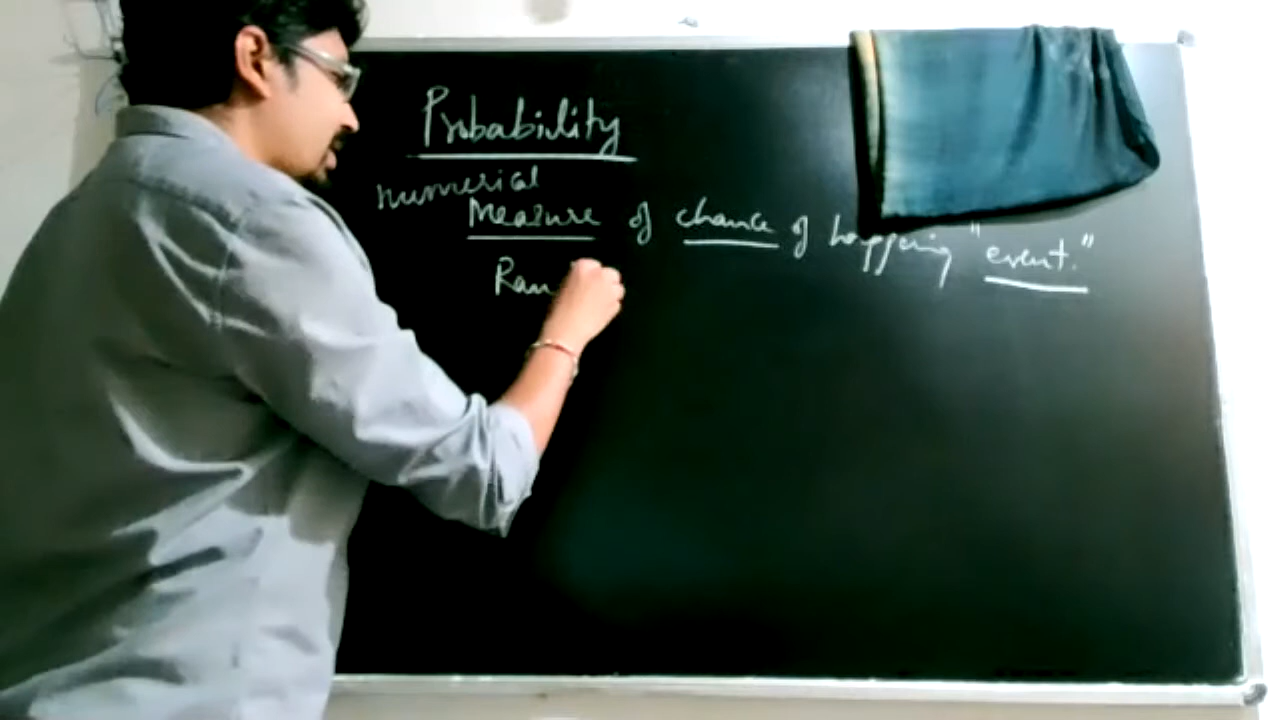 Probability
Numerical
Measure of chance of happening "event."
Ran